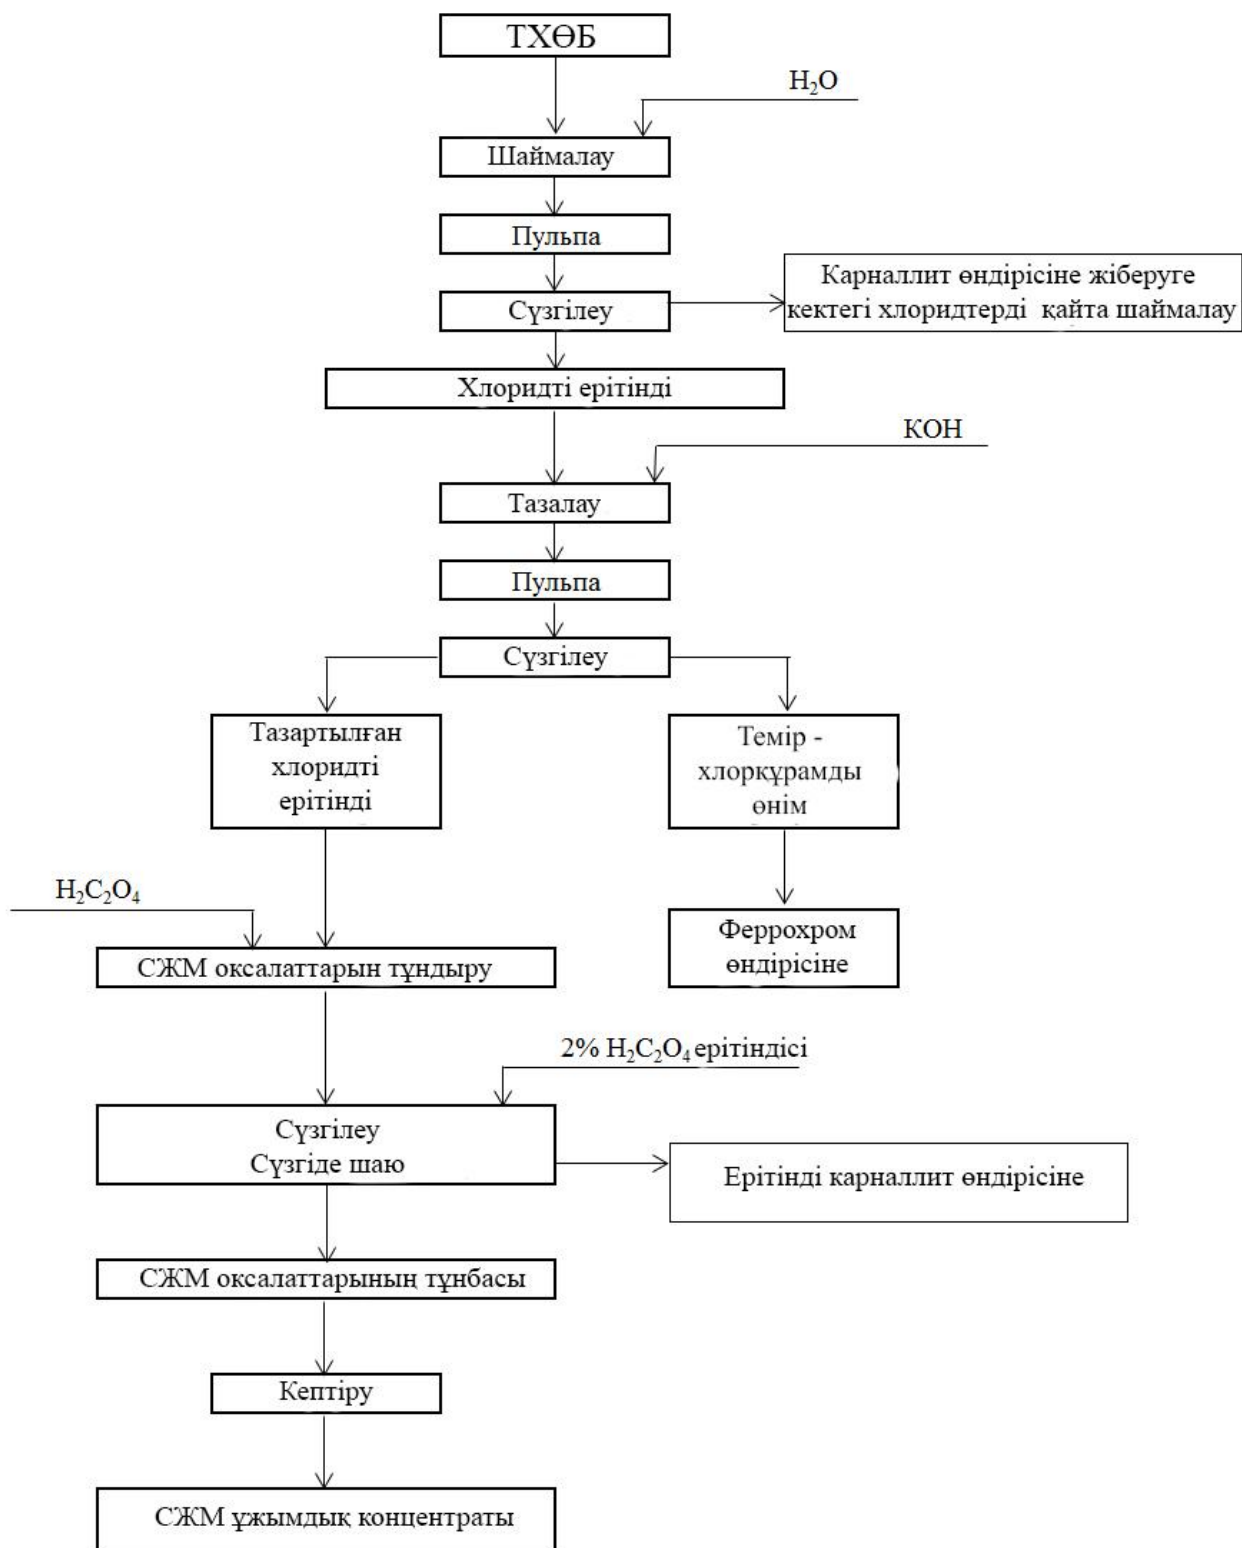 ТХӨБ
H₂O
Шаймалау
Пульпа
Сүзгілеу
Карналлит өндірісіне жіберуге
кектегі хлоридтерді қайта шаймалау
Хлоридті ерітінді
КОН
Тазалау
Пульпа
Сүзгілеу
Тазартылған
хлоридті
ерітінді
Темір -
хлорқұрамды
өнім
H₂C₂O₄
Феррохром
өндірісіне
СЖМ оксалаттарын тұндыру
2% H₂C₂O₄ ерітіндісі
Сүзгілеу
Сүзгіде шаю
Ерітінді карналлит өндірісіне
СЖМ оксалаттарының тұнбасы
Кептіру
СЖМ ұжымдық концентраты